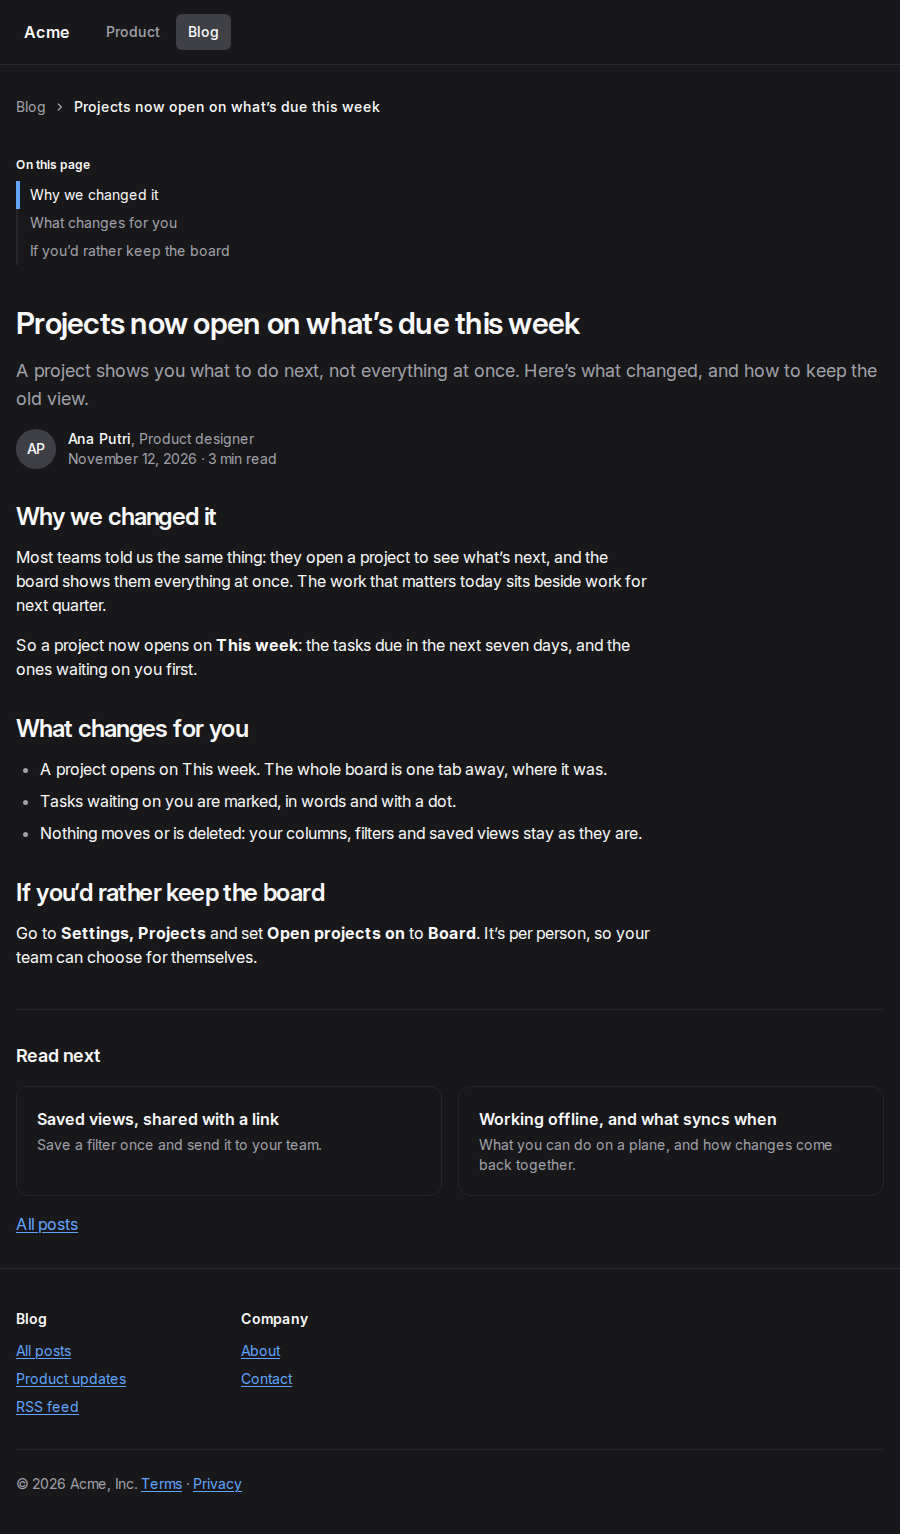 Acme Product Blog
Blog > Projects now open on what’s due this week
On this page
Why we changed it
What changes for you
If you’d rather keep the board
Projects now open on what’s due this week
A project shows you what to do next, not everything at once. Here’s what changed, and how to keep the
old view.
AP
Ana Putri, Product designer
November 12, 2026 · 3 min read
Why we changed it
Most teams told us the same thing: they open a project to see what’s next, and the
board shows them everything at once. The work that matters today sits beside work for
next quarter.
So a project now opens on This week: the tasks due in the next seven days, and the
ones waiting on you first.
What changes for you
• A project opens on This week. The whole board is one tab away, where it was.
• Tasks waiting on you are marked, in words and with a dot.
• Nothing moves or is deleted: your columns, filters and saved views stay as they are.
If you’d rather keep the board
Go to Settings, Projects and set Open projects on to Board. It’s per person, so your
team can choose for themselves.
Read next
Saved views, shared with a link
Save a filter once and send it to your team.
Working offline, and what syncs when
What you can do on a plane, and how changes come
back together.
All posts
Blog
All posts
Product updates
RSS feed
Company
About
Contact
© 2026 Acme, Inc. Terms · Privacy